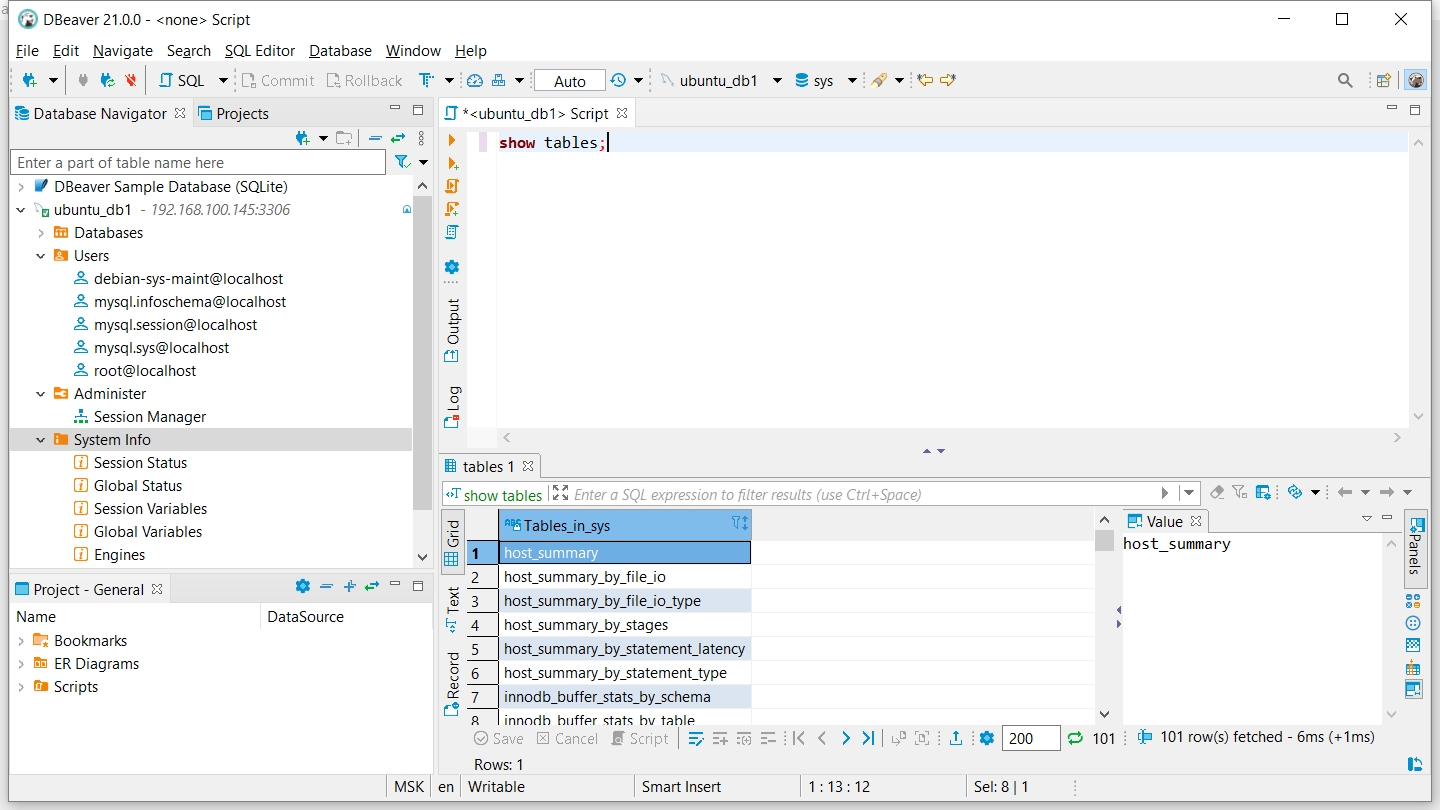 DBeaver 21.0.0 - <none> Script
File Edit Navigate Search SQL Editor Database Window Help
SQL Commit Rollback Auto ubuntu_db1 sys
Database Navigator Projects
Enter a part of table name here
DBeaver Sample Database (SQLite)
ubuntu_db1 - 192.168.100.145:3306
Databases
Users
debian-sys-maint@localhost
mysql.infoschema@localhost
mysql.session@localhost
mysql.sys@localhost
root@localhost
Administer
Session Manager
System Info
Session Status
Global Status
Session Variables
Global Variables
Engines
Project - General
Name DataSource
Bookmarks
ER Diagrams
Scripts
*<ubuntu_db1> Script
show tables;
Output
Log
tables 1
show tables Enter a SQL expression to filter results (use Ctrl+Space)
Grid
Text
Record
Tables_in_sys
1 host_summary
2 host_summary_by_file_io
3 host_summary_by_file_io_type
4 host_summary_by_stages
5 host_summary_by_statement_latency
6 host_summary_by_statement_type
7 innodb_buffer_stats_by_schema
8 innodb_buffer_stats_by_table
Value
host_summary
Panels
Save Cancel Script 200 101 101 row(s) fetched - 6ms (+1ms)
Rows: 1
MSK en Writable Smart Insert 1 : 13 : 12 Sel: 8 | 1